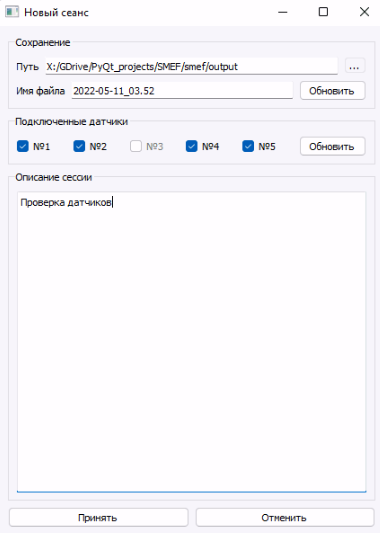 Новый сеанс
Сохранение
Путь X:/GDrive/PyQt_projects/SMEF/smef/output ...
Имя файла 2022-05-11_03.52 Обновить
Подключенные датчики
№1 №2 №3 №4 №5 Обновить
Описание сессии
Проверка датчиков
Принять Отменить